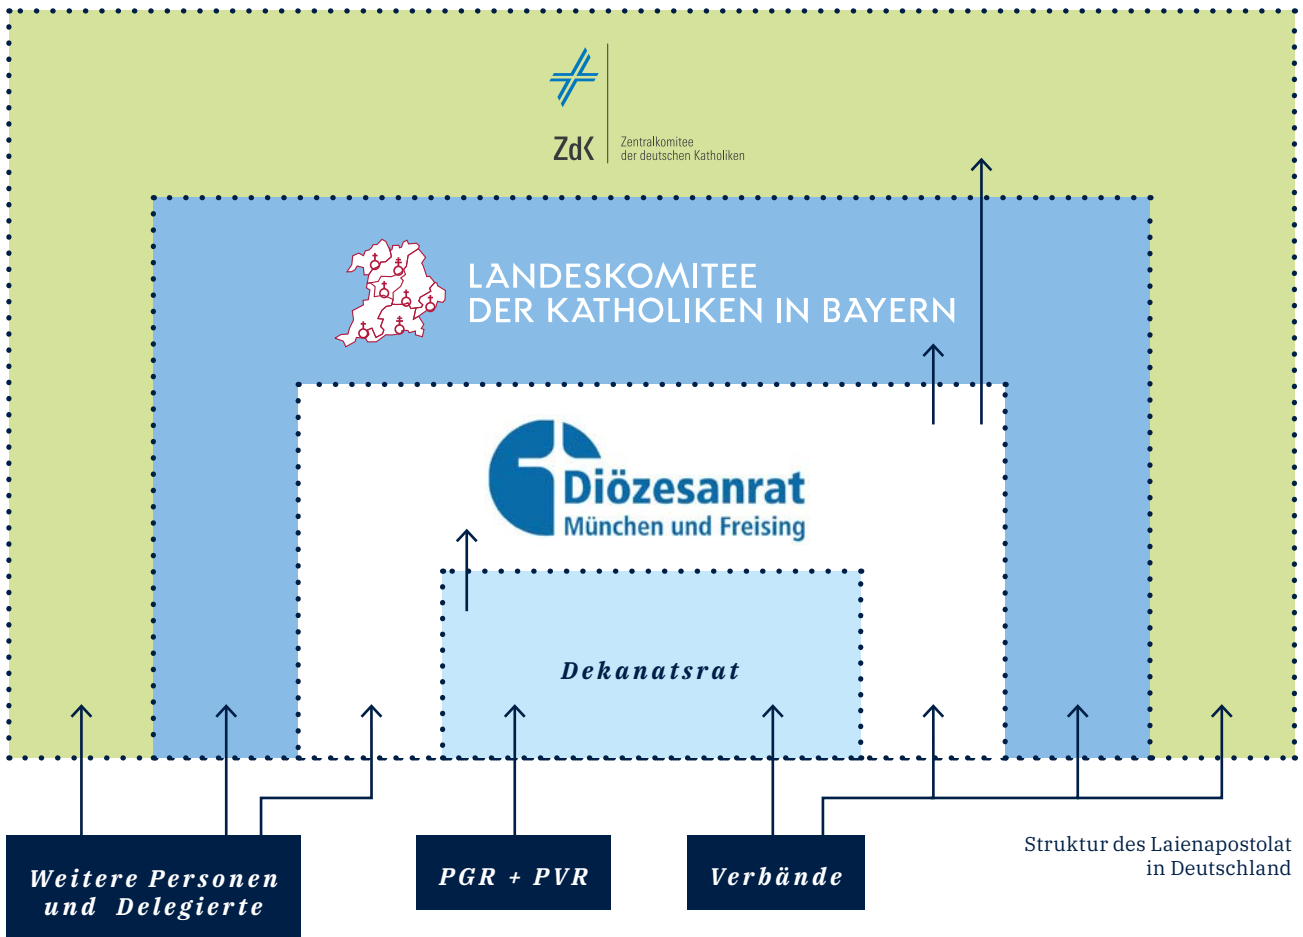 ZdK
Zentralkomitee
der deutschen Katholiken
LANDESKOMITEE
DER KATHOLIKEN IN BAYERN
Diözesanrat
München und Freising
Dekanatsrat
Weitere Personen
und Delegierte
PGR + PVR
Verbände
Struktur des Laienapostolat
in Deutschland